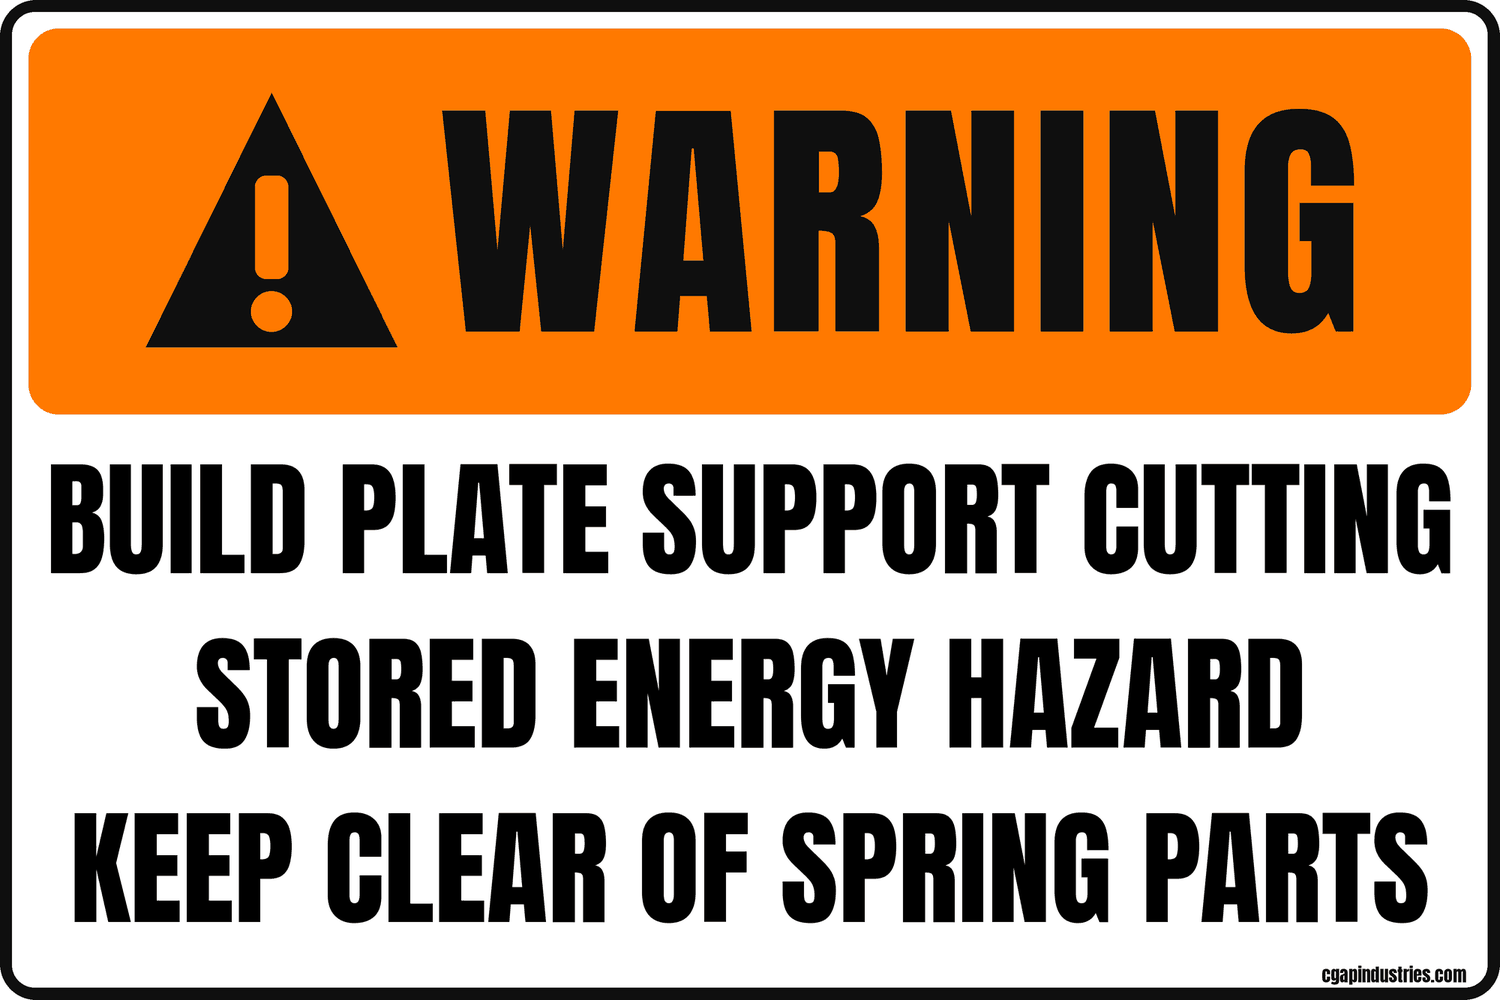 WARNING
BUILD PLATE SUPPORT CUTTING
STORED ENERGY HAZARD
KEEP CLEAR OF SPRING PARTS
cgapindustries.com